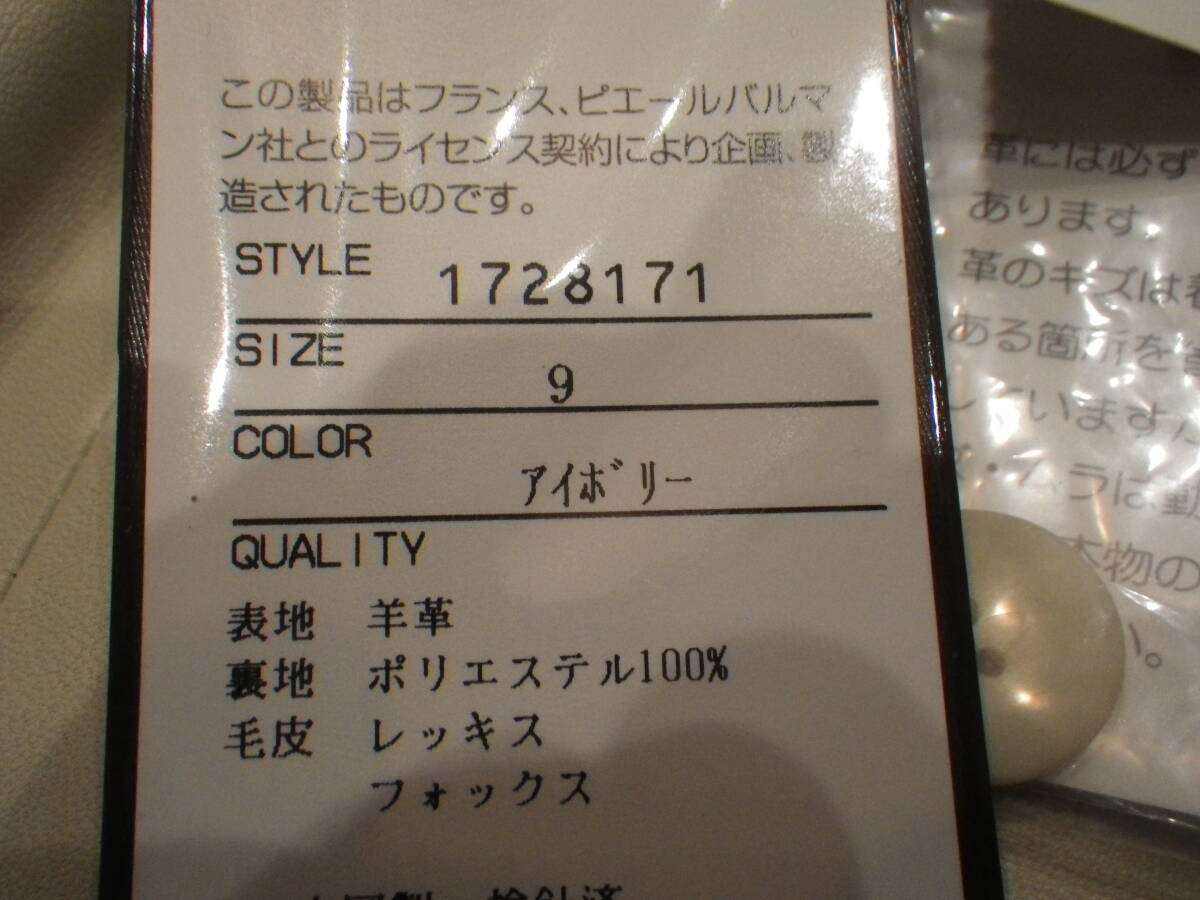 この製品はフランス、ピエールバルマ
ン社とのライセンス契約により企画、製
造されたものです。
STYLE 1728171
SIZE 9
COLOR アイボリー
QUALITY
表地 羊革
裏地 ポリエステル100%
毛皮 レッキス
フォックス
革には必ず
あります。
革のキズは
ある箇所を
しています
ラは動
本物の
い。